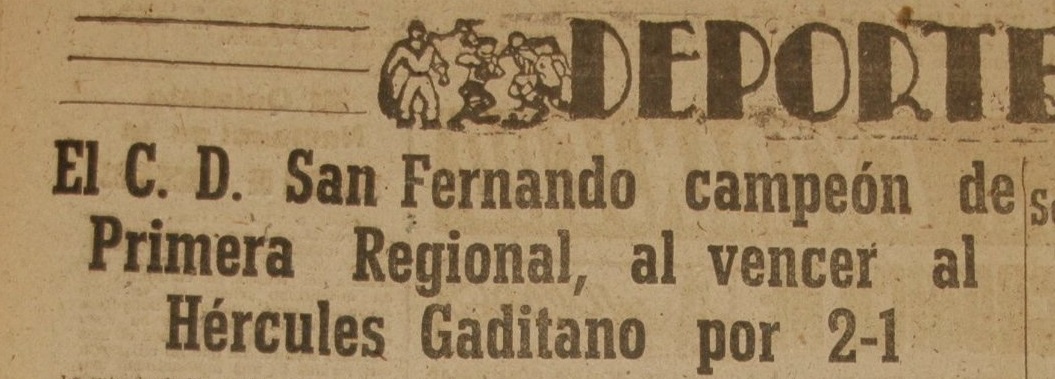 DEPORTE
El C. D. San Fernando campeón de
Primera Regional, al vencer al
Hércules Gaditano por 2-1